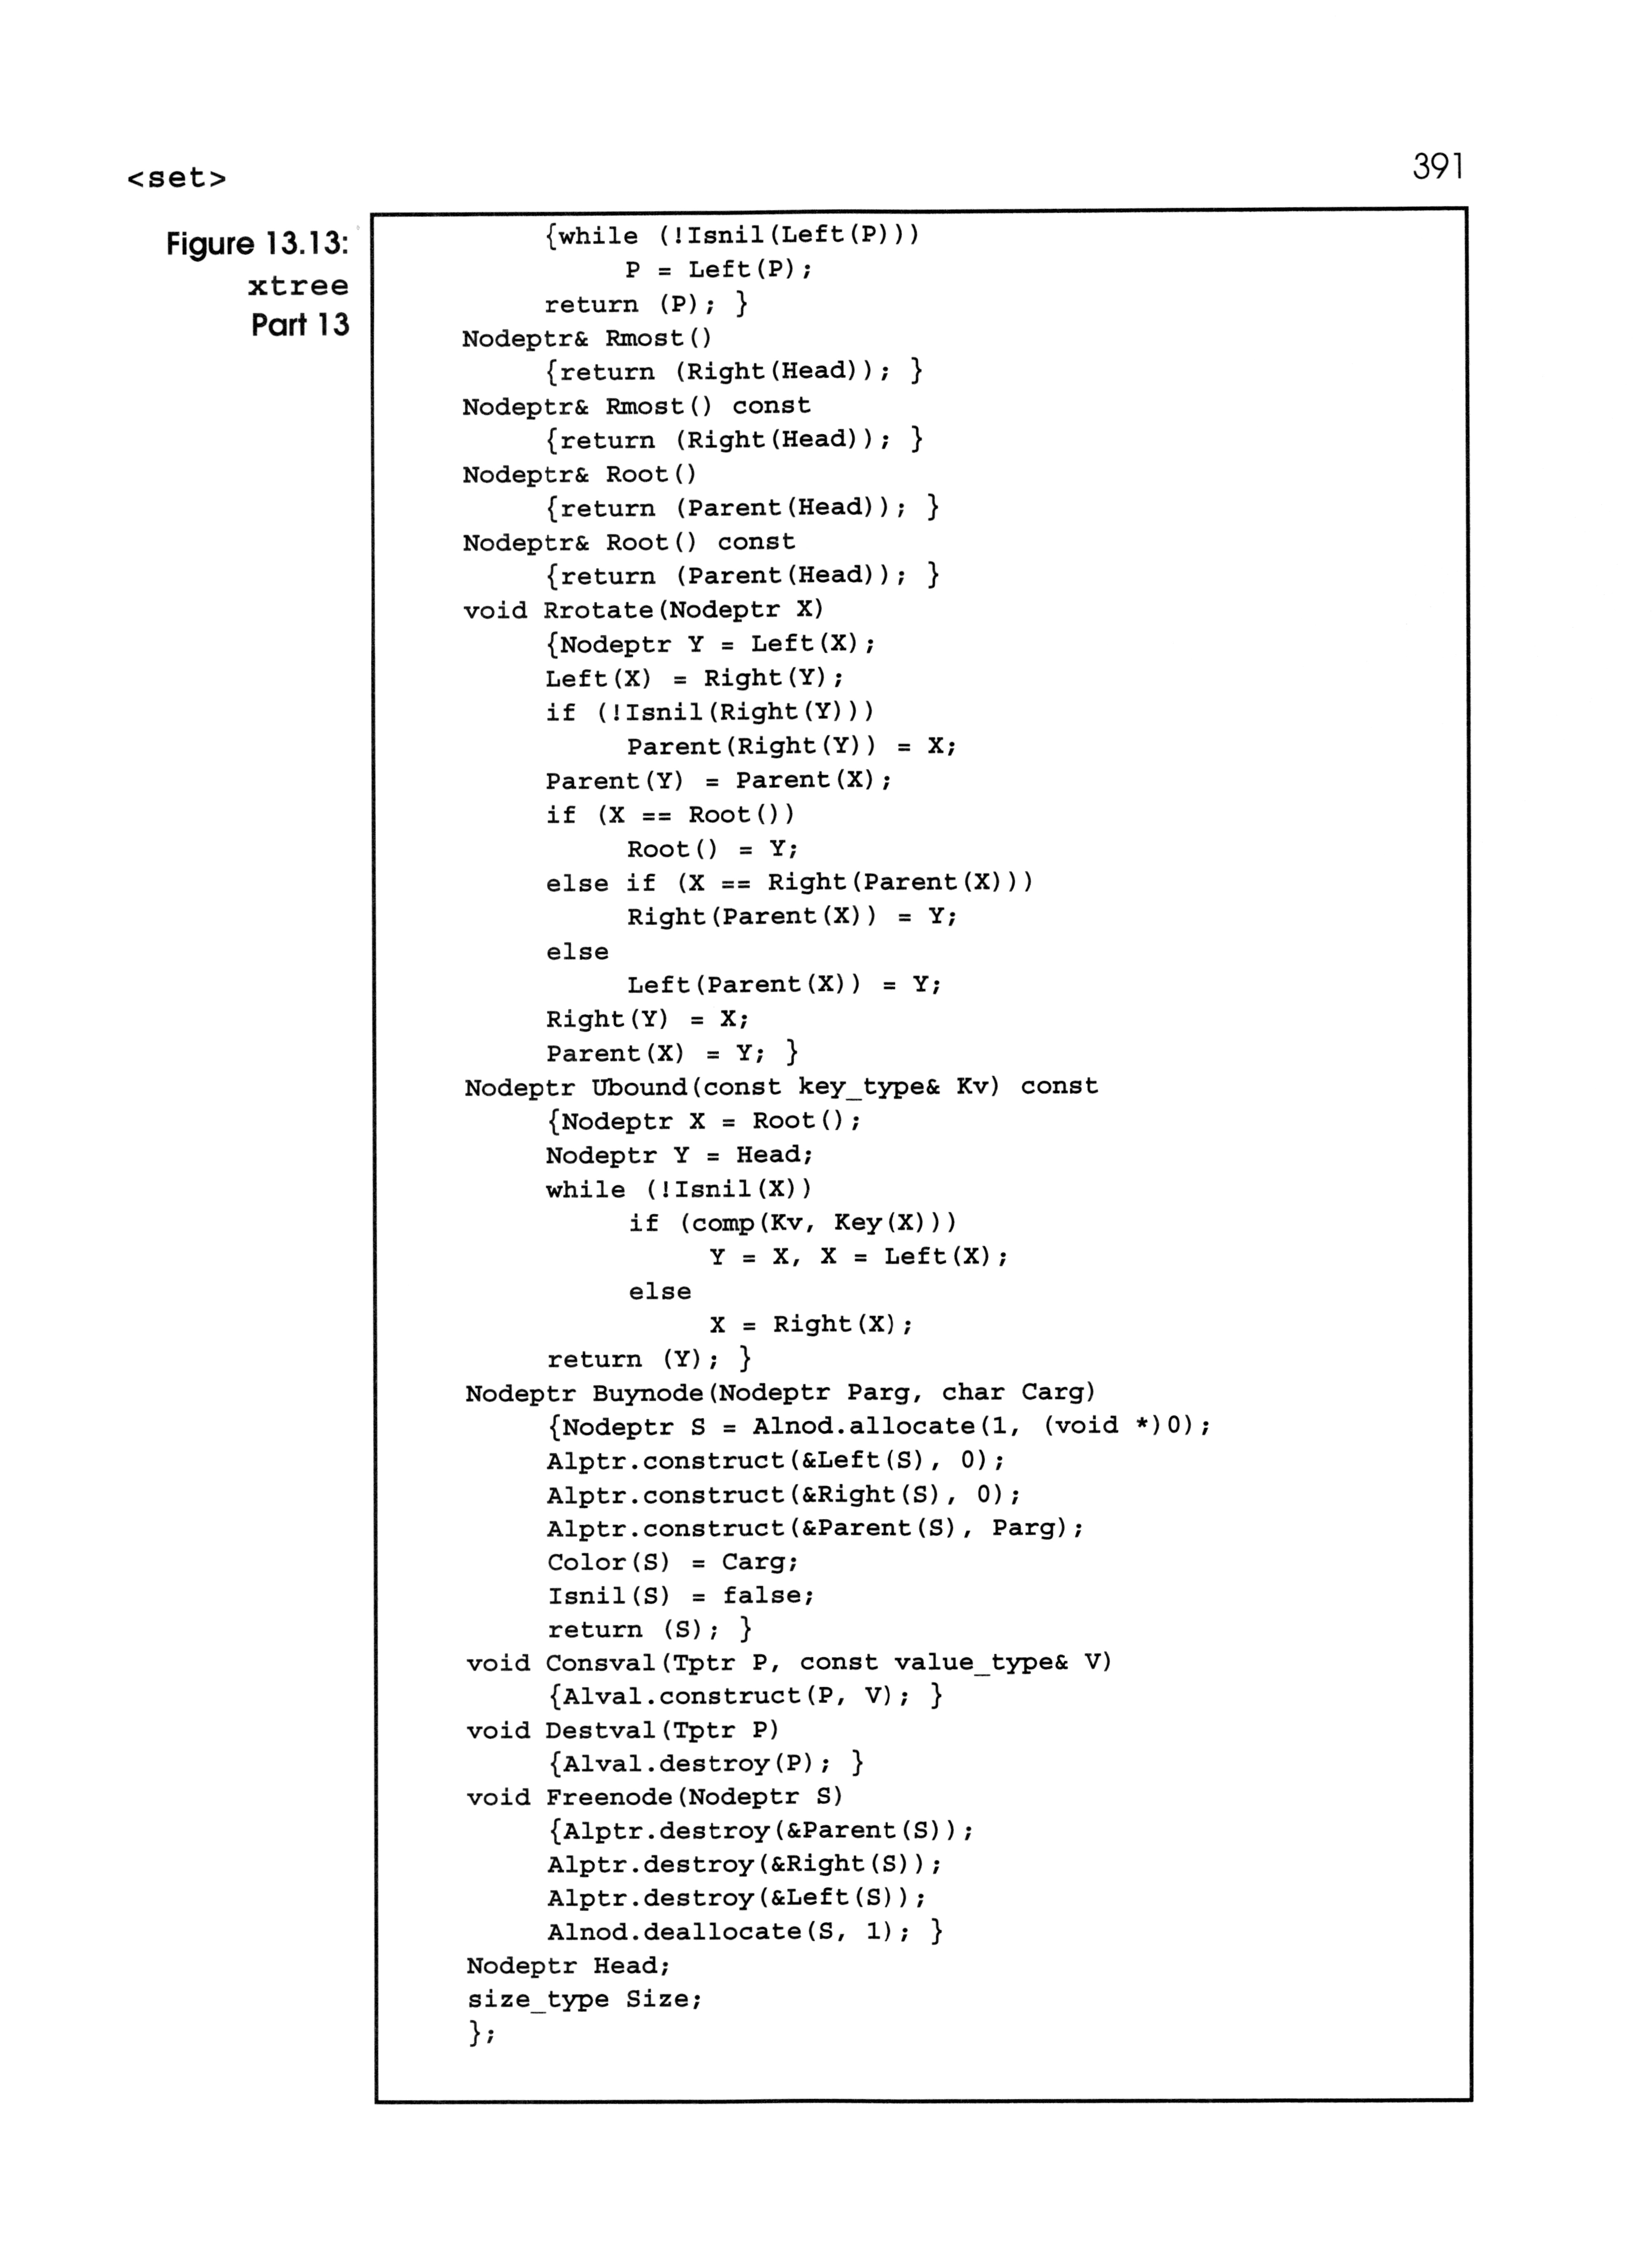 <set>
391
Figure 13.13:
xtree
Part 13
{while (!Isnil(Left(P)))
P = Left(P);
return (P); }
Nodeptr& Rmost()
{return (Right(Head)); }
Nodeptr& Rmost() const
{return (Right(Head)); }
Nodeptr& Root()
{return (Parent(Head)); }
Nodeptr& Root() const
{return (Parent(Head)); }
void Rrotate(Nodeptr X)
{Nodeptr Y = Left(X);
Left(X) = Right(Y);
if (!Isnil(Right(Y)))
Parent(Right(Y)) = X;
Parent(Y) = Parent(X);
if (X == Root())
Root() = Y;
else if (X == Right(Parent(X)))
Right(Parent(X)) = Y;
else
Left(Parent(X)) = Y;
Right(Y) = X;
Parent(X) = Y; }
Nodeptr Ubound(const key_type& Kv) const
{Nodeptr X = Root();
Nodeptr Y = Head;
while (!Isnil(X))
if (comp(Kv, Key(X)))
Y = X, X = Left(X);
else
X = Right(X);
return (Y); }
Nodeptr Buynode(Nodeptr Parg, char Carg)
{Nodeptr S = Alnod.allocate(1, (void *)0);
Alptr.construct(&Left(S), 0);
Alptr.construct(&Right(S), 0);
Alptr.construct(&Parent(S), Parg);
Color(S) = Carg;
Isnil(S) = false;
return (S); }
void Consval(Tptr P, const value_type& V)
{Alval.construct(P, V); }
void Destval(Tptr P)
{Alval.destroy(P); }
void Freenode(Nodeptr S)
{Alptr.destroy(&Parent(S));
Alptr.destroy(&Right(S));
Alptr.destroy(&Left(S));
Alnod.deallocate(S, 1); }
Nodeptr Head;
size_type Size;
};